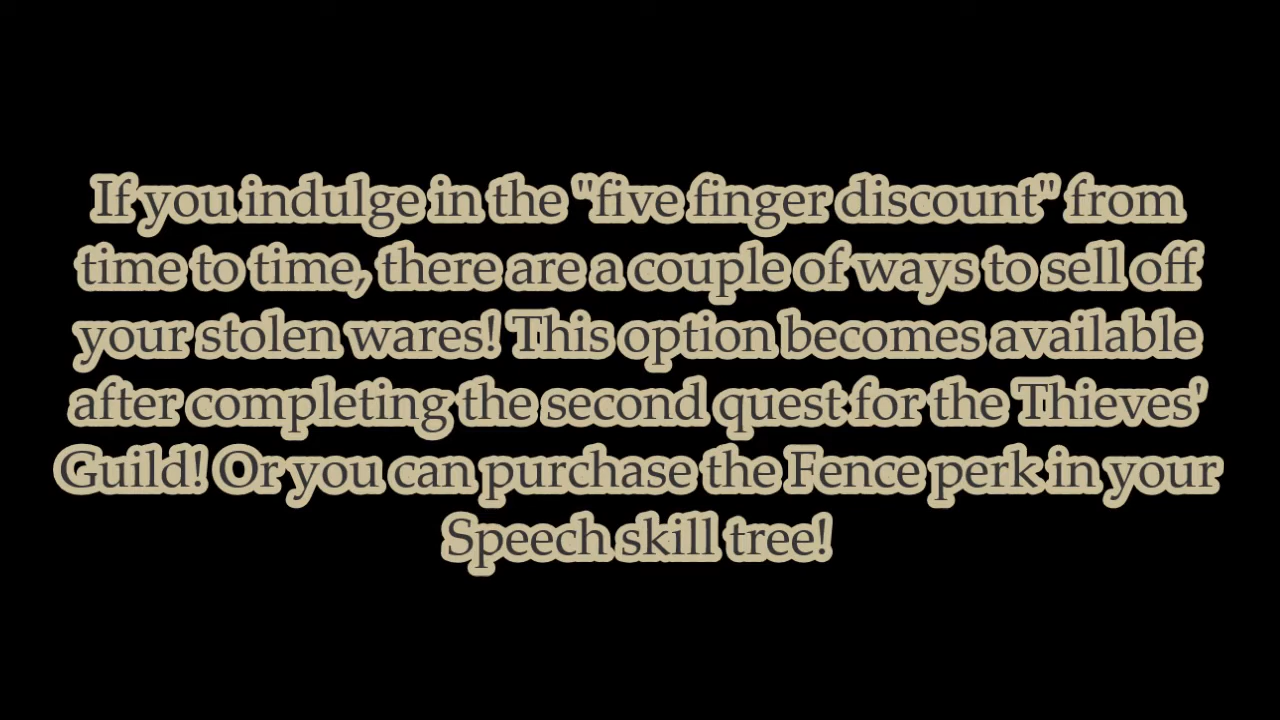 If you indulge in the "five finger discount" from
time to time, there are a couple of ways to sell off
your stolen wares! This option becomes available
after completing the second quest for the Thieves'
Guild! Or you can purchase the Fence perk in your
Speech skill tree!